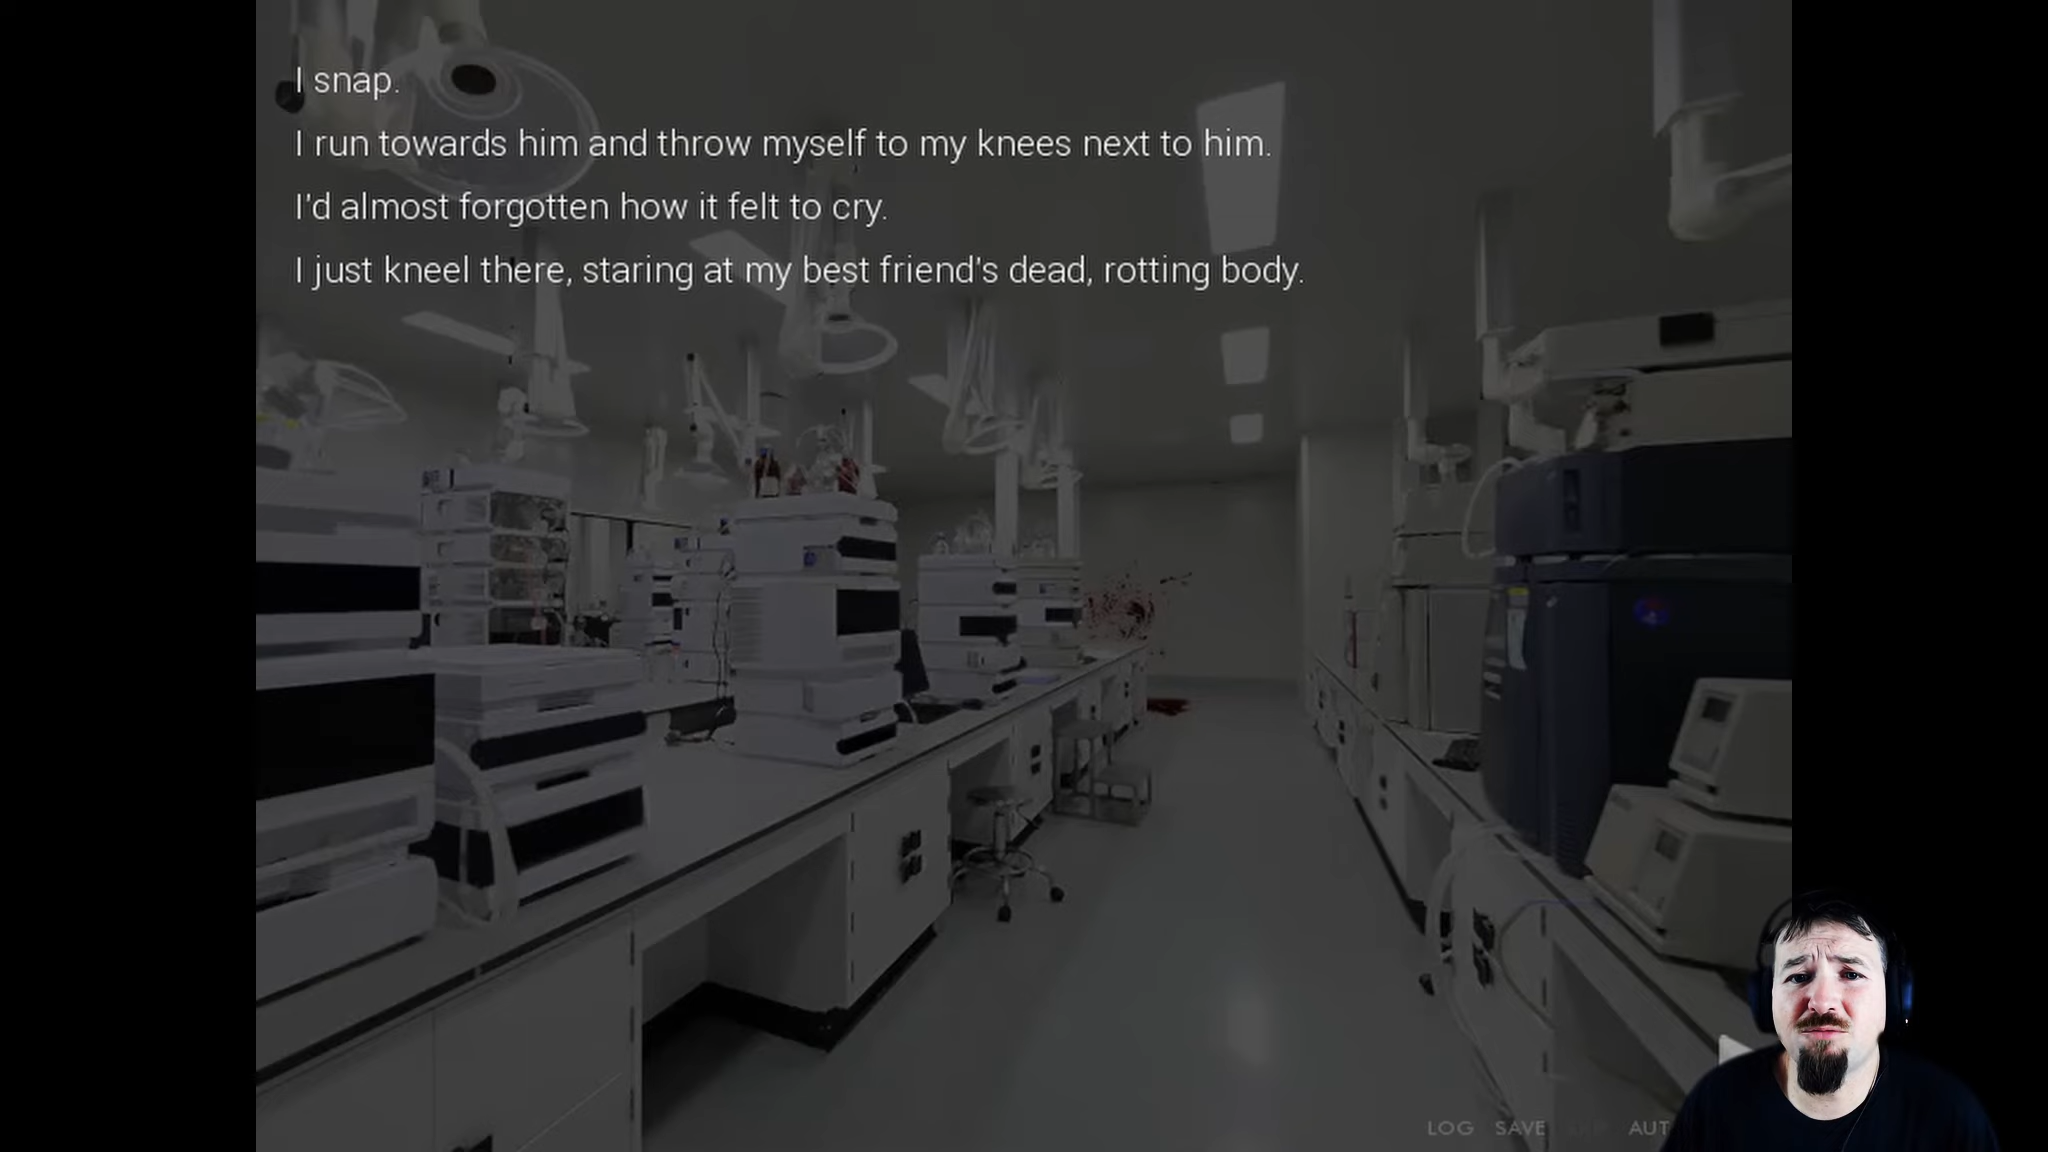 I snap.
I run towards him and throw myself to my knees next to him.
I'd almost forgotten how it felt to cry.
I just kneel there, staring at my best friend's dead, rotting body.
LOG SAVE AUT